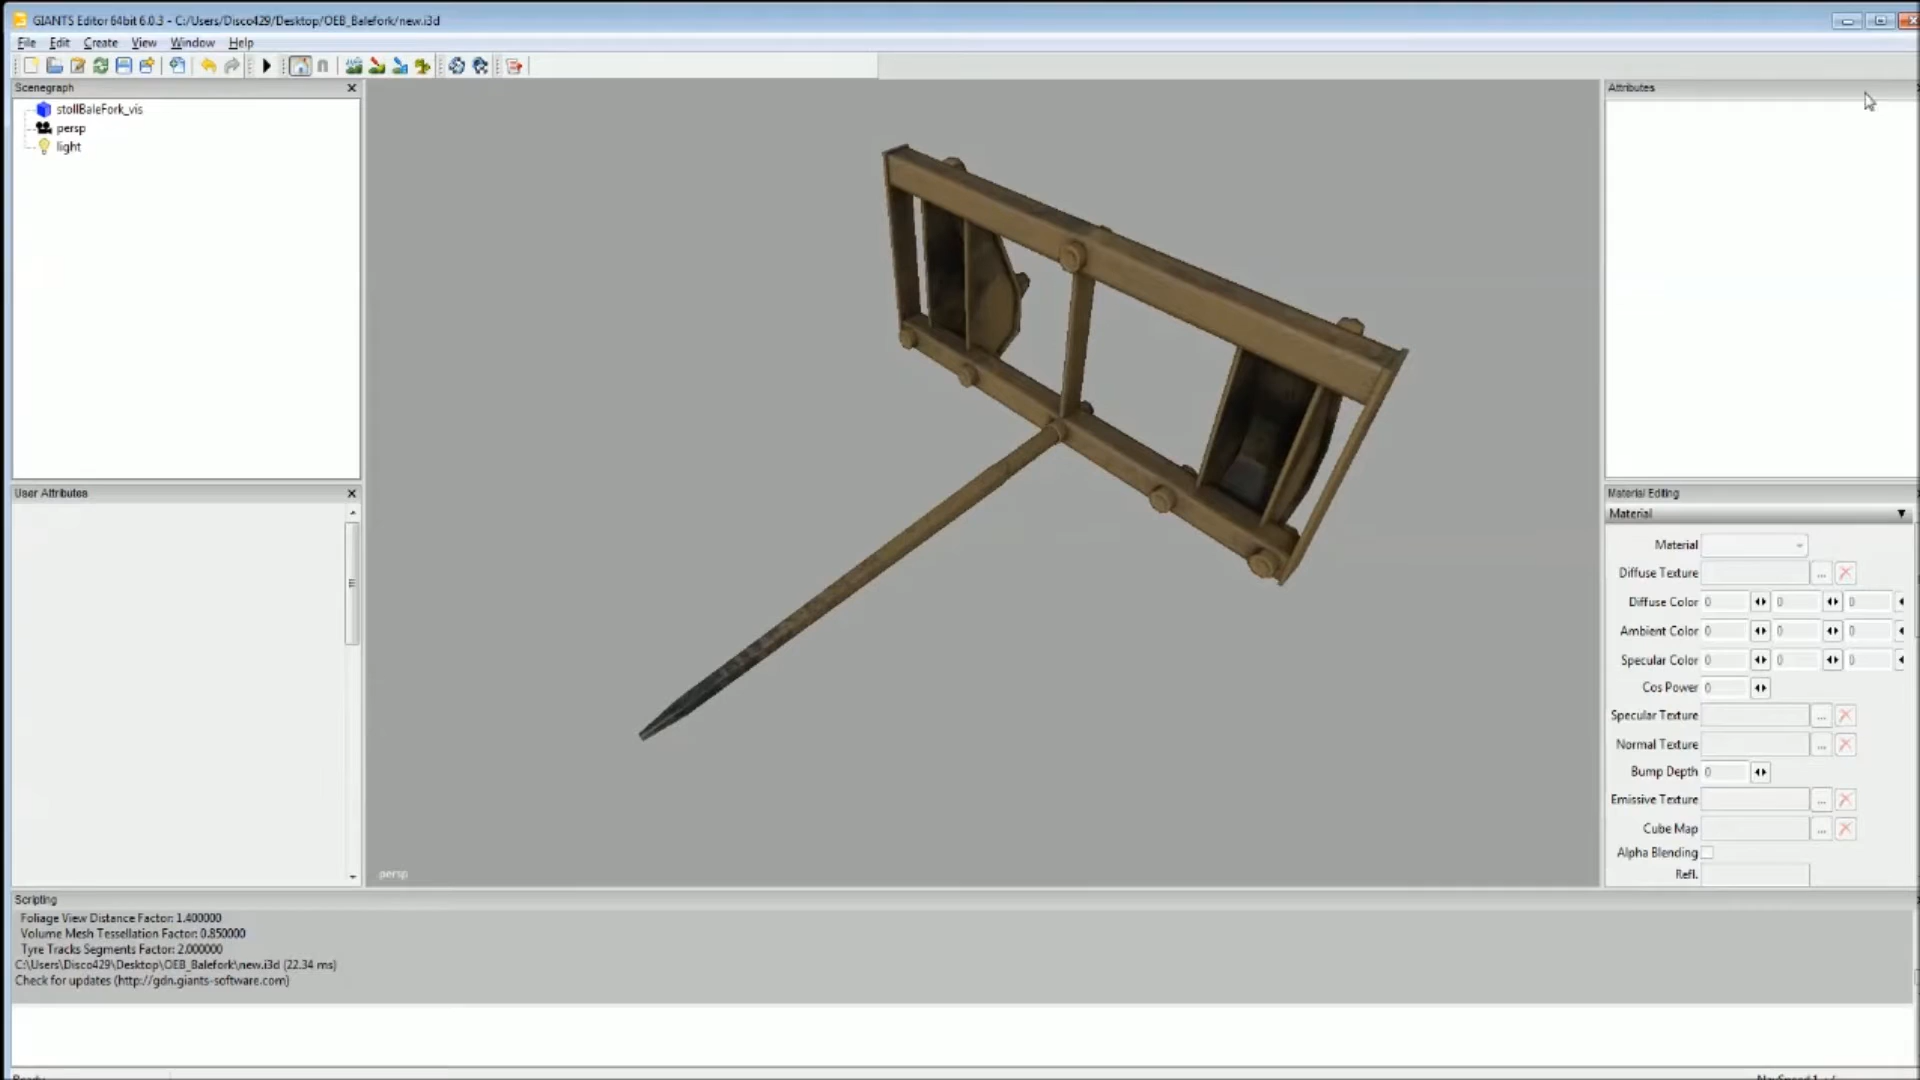 GIANTS Editor 64bit 6.0.3 - C:/Users/Disco429/Desktop/OEB_Balefork/new.i3d
File Edit Create View Window Help
Scenegraph
stollBaleFork_vis
persp
light
User Attributes
persp
Attributes
Material Editing
Material
Material
Diffuse Texture ...
Diffuse Color 0 0 0
Ambient Color 0 0 0
Specular Color 0 0 0
Cos Power 0
Specular Texture ...
Normal Texture ...
Bump Depth 0
Emissive Texture ...
Cube Map ...
Alpha Blending
Refl.
Scripting
Foliage View Distance Factor: 1.400000
Volume Mesh Tessellation Factor: 0.850000
Tyre Tracks Segments Factor: 2.000000
C:\Users\Disco429\Desktop\OEB_Balefork\new.i3d (22.34 ms)
Check for updates (http://gdn.giants-software.com)